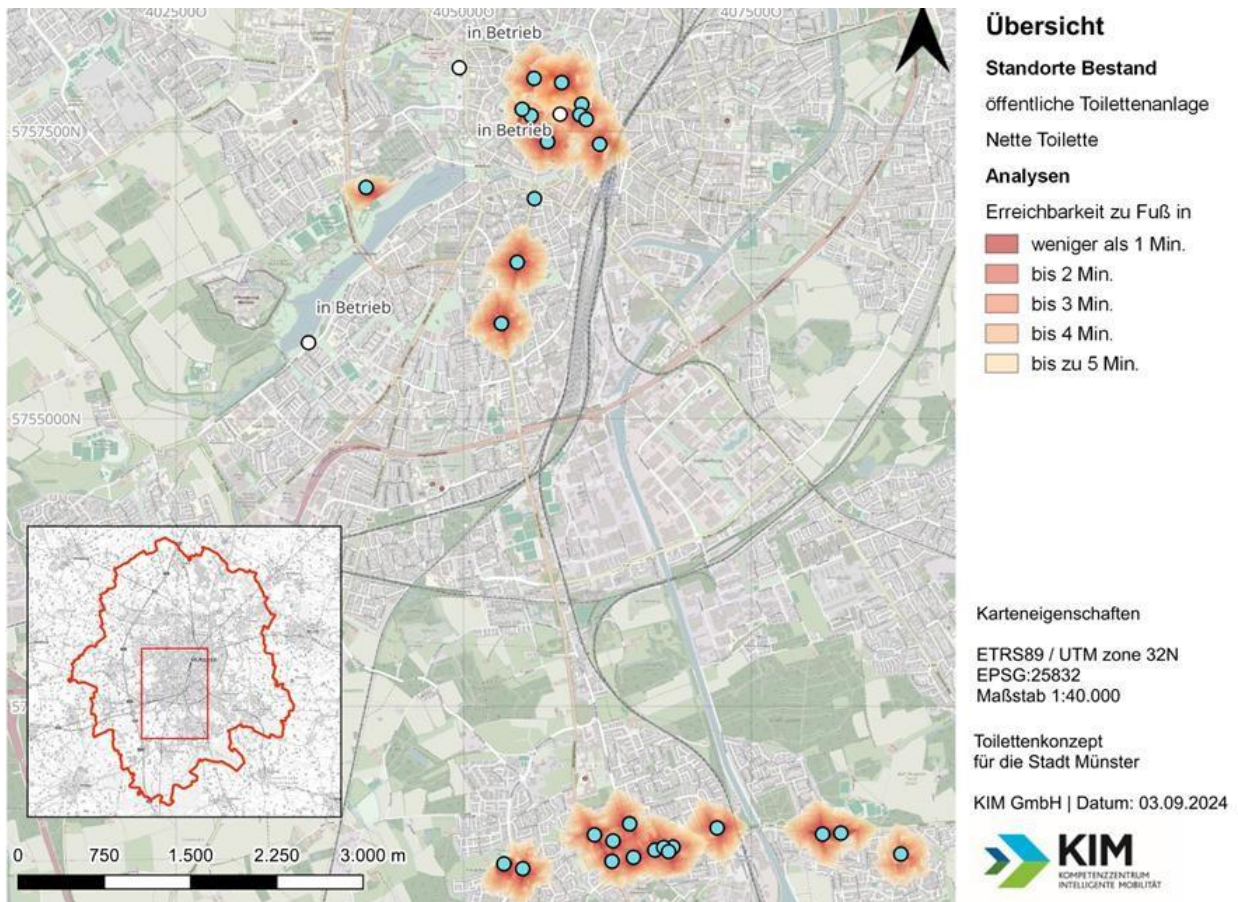 4025000
4050000
4075000
in Betrieb
5757500N
in Betrieb
in Betrieb
5755000N
0 750 1.500 2.250 3.000 m
Übersicht
Standorte Bestand
öffentliche Toilettenanlage
Nette Toilette
Analysen
Erreichbarkeit zu Fuß in
weniger als 1 Min.
bis 2 Min.
bis 3 Min.
bis 4 Min.
bis zu 5 Min.
Karteneigenschaften
ETRS89 / UTM zone 32N
EPSG:25832
Maßstab 1:40.000
Toilettenkonzept
für die Stadt Münster
KIM GmbH | Datum: 03.09.2024
KIM
KOMPETENZZENTRUM
INTELLIGENTE MOBILITÄT